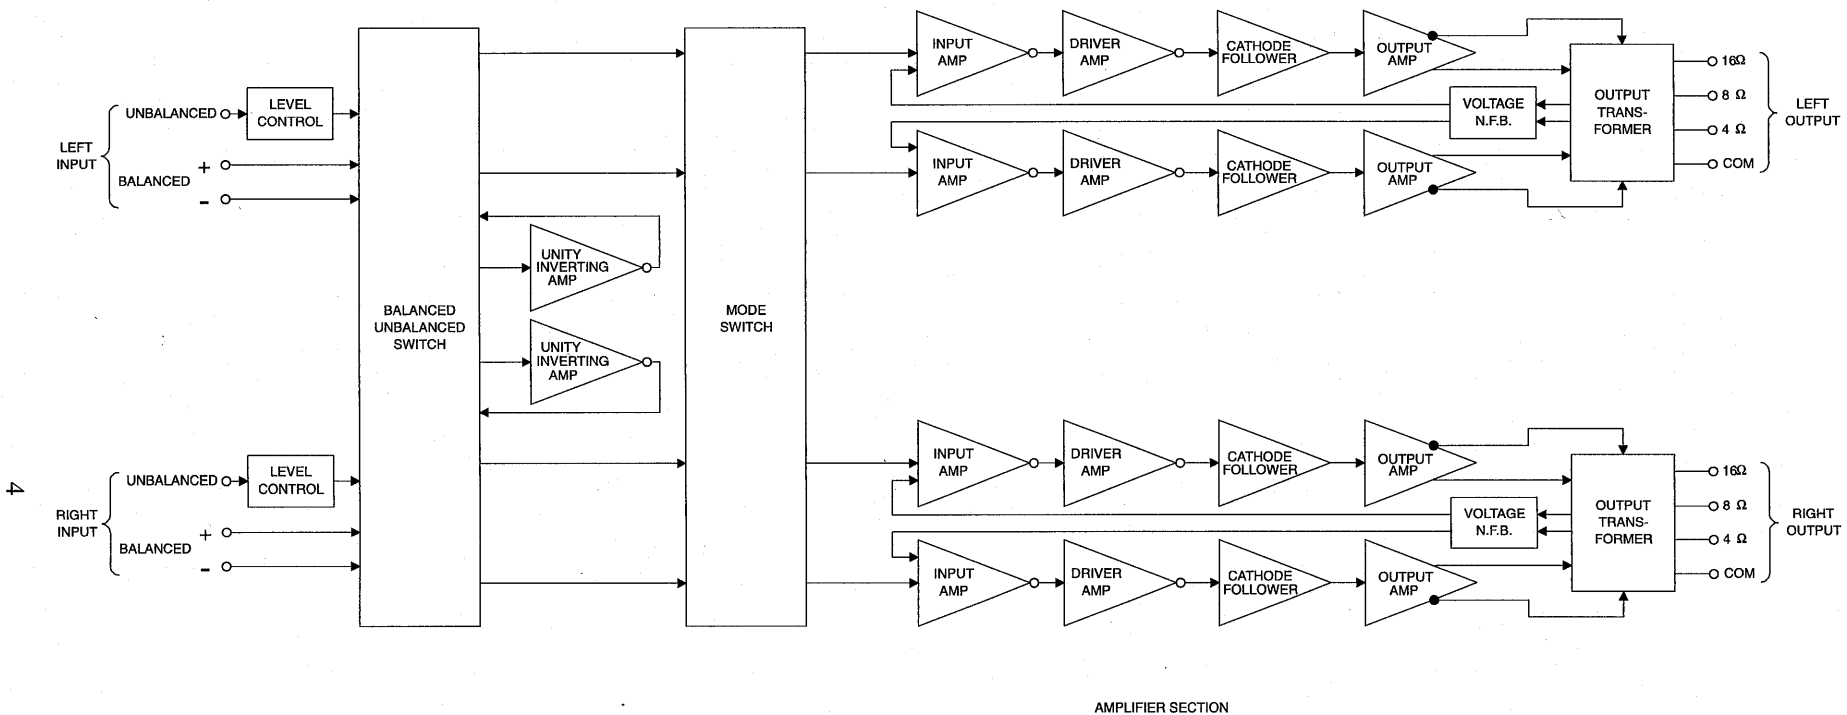 INPUT
AMP
DRIVER
AMP
CATHODE
FOLLOWER
OUTPUT
AMP
16Ω
8 Ω
4 Ω
COM
LEFT
OUTPUT
OUTPUT
TRANS-
FORMER
VOLTAGE
N.F.B.
LEFT
INPUT
UNBALANCED
LEVEL
CONTROL
BALANCED
+
-
INPUT
AMP
DRIVER
AMP
CATHODE
FOLLOWER
OUTPUT
AMP
UNITY
INVERTING
AMP
BALANCED
UNBALANCED
SWITCH
MODE
SWITCH
UNITY
INVERTING
AMP
INPUT
AMP
DRIVER
AMP
CATHODE
FOLLOWER
OUTPUT
AMP
16Ω
8 Ω
4 Ω
COM
RIGHT
OUTPUT
OUTPUT
TRANS-
FORMER
VOLTAGE
N.F.B.
RIGHT
INPUT
UNBALANCED
LEVEL
CONTROL
BALANCED
+
-
INPUT
AMP
DRIVER
AMP
CATHODE
FOLLOWER
OUTPUT
AMP
4
AMPLIFIER SECTION